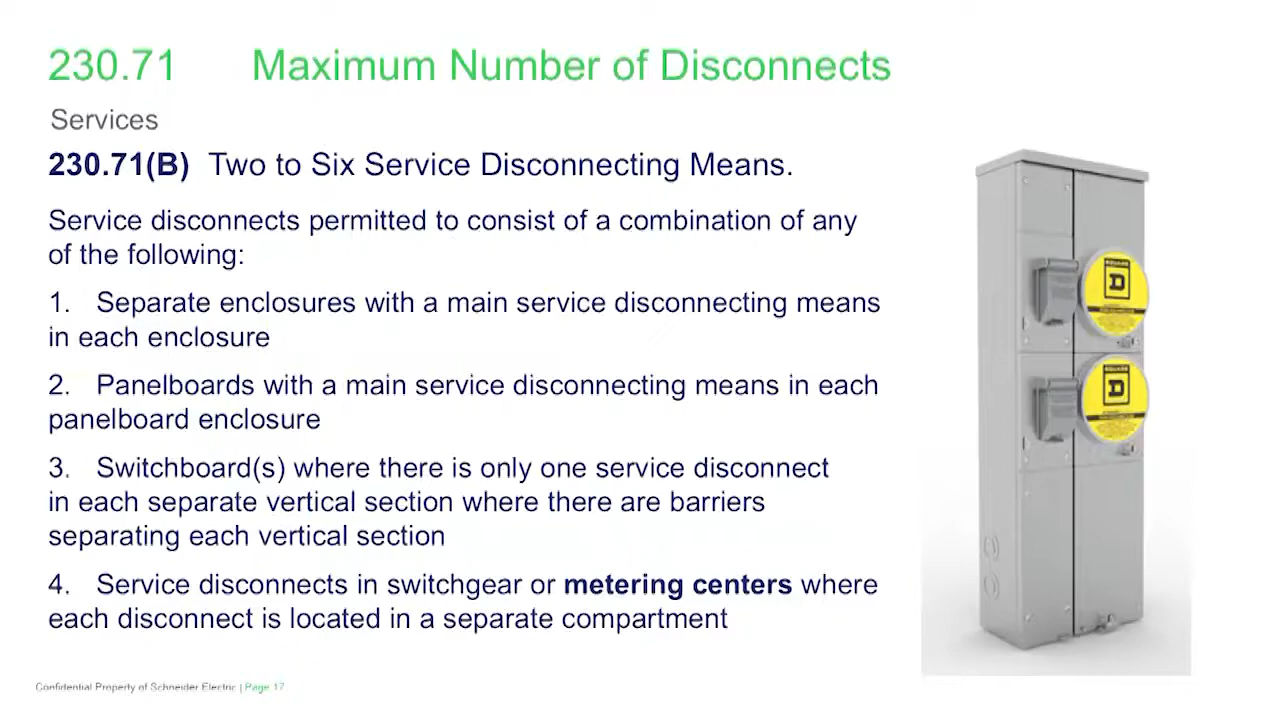 230.71 Maximum Number of Disconnects
Services
230.71(B) Two to Six Service Disconnecting Means.
Service disconnects permitted to consist of a combination of any
of the following:
1. Separate enclosures with a main service disconnecting means
in each enclosure
2. Panelboards with a main service disconnecting means in each
panelboard enclosure
3. Switchboard(s) where there is only one service disconnect
in each separate vertical section where there are barriers
separating each vertical section
4. Service disconnects in switchgear or metering centers where
each disconnect is located in a separate compartment
SQUARE
D
SQUARE
D
Confidential Property of Schneider Electric | Page 17